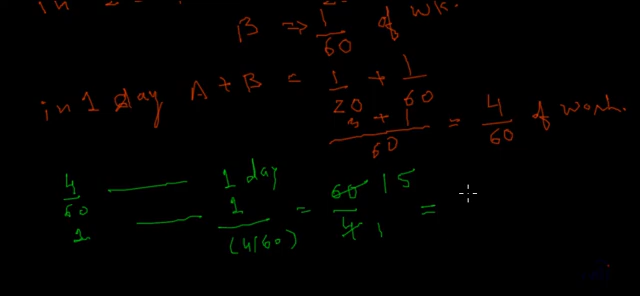 in
B ⇒ 1/60 of wk.
in 1 day A + B = 1/20 + 1/60
3 + 1/60 = 4/60 of work.
4/60 —— 1 day
1 —— 1/(4/60) = 60/4 15/1 =